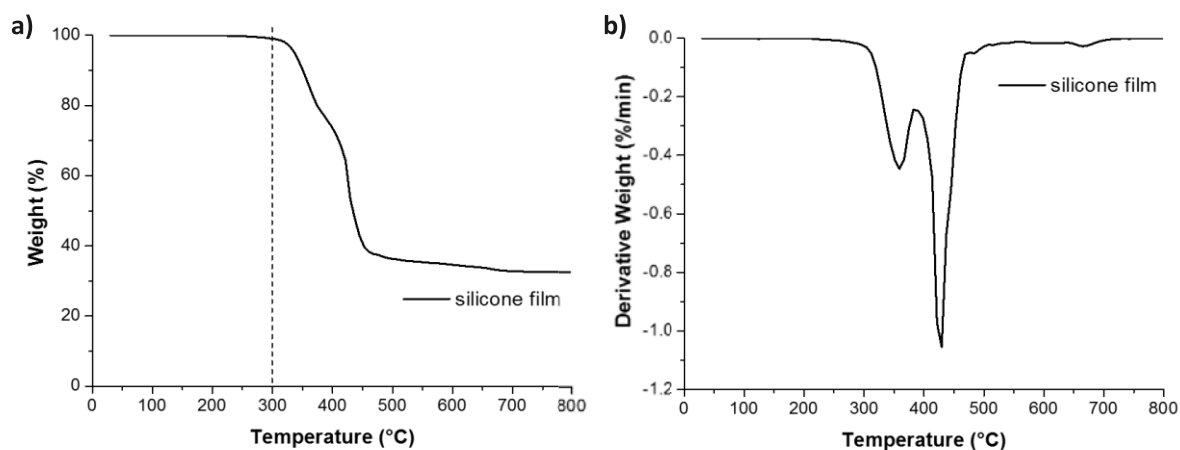 a)
100
80
60
40
20
0
Weight (%)
silicone film
0 100 200 300 400 500 600 700 800
Temperature (°C)
b)
0.0
-0.2
-0.4
-0.6
-0.8
-1.0
-1.2
Derivative Weight (%/min)
silicone film
0 100 200 300 400 500 600 700 800
Temperature (°C)